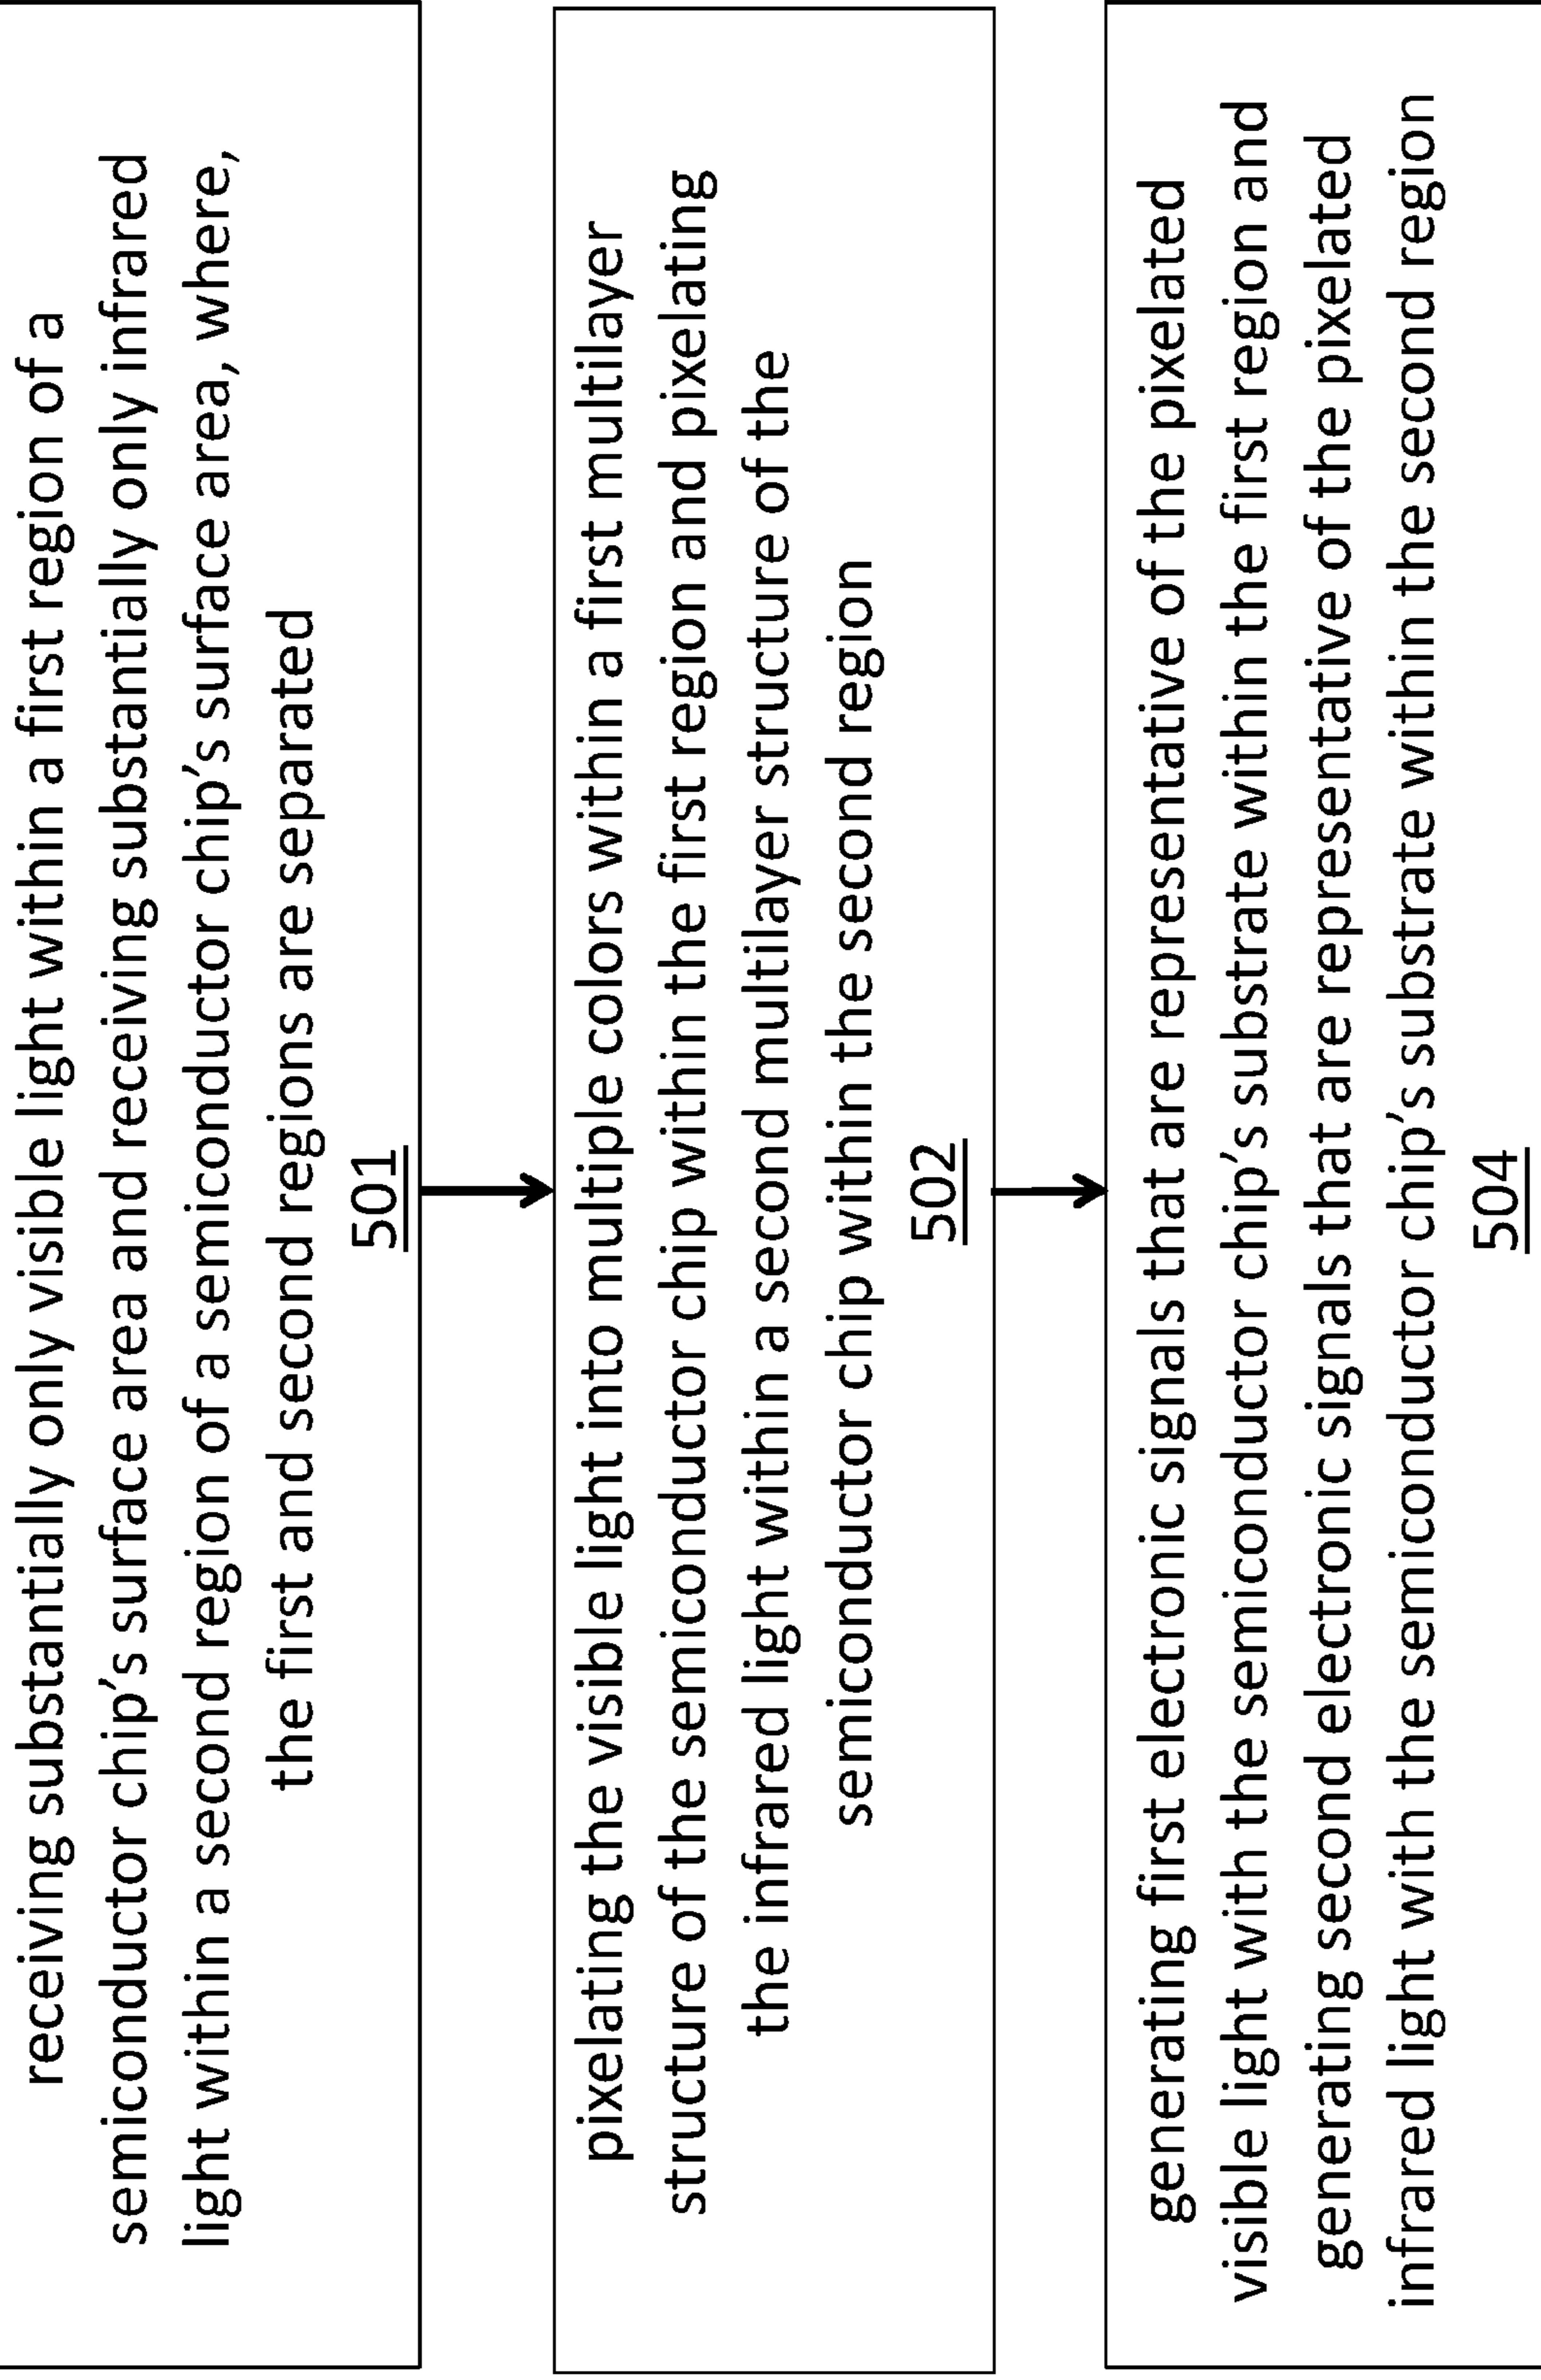 receiving substantially only visible light within a first region of a
semiconductor chip's surface area and receiving substantially only infrared
light within a second region of a semiconductor chip's surface area, where,
the first and second regions are separated
501
pixelating the visible light into multiple colors within a first multilayer
structure of the semiconductor chip within the first region and pixelating
the infrared light within a second multilayer structure of the
semiconductor chip within the second region
502
generating first electronic signals that are representative of the pixelated
visible light with the semiconductor chip's substrate within the first region and
generating second electronic signals that are representative of the pixelated
infrared light with the semiconductor chip's substrate within the second region
504